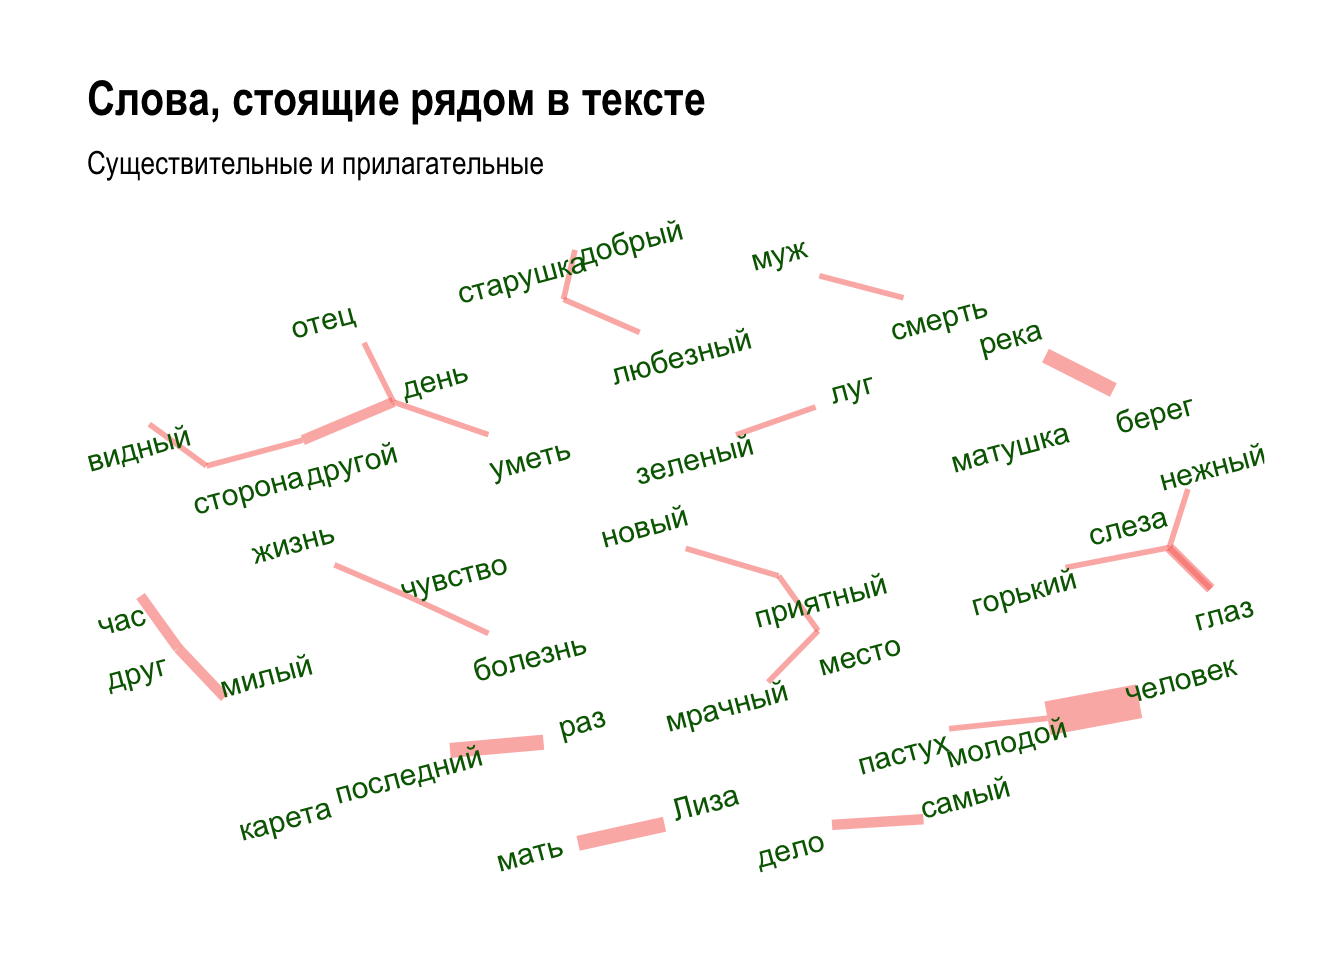 Слова, стоящие рядом в тексте
Существительные и прилагательные
добрый
старушка
муж
отец
смерть
река
любезный
день
луг
берег
видный
матушка
уметь
зеленый
нежный
сторона
другой
слеза
новый
жизнь
чувство
горький
приятный
час
глаз
место
болезнь
друг
милый
человек
мрачный
раз
пастух
молодой
последний
самый
Лиза
карета
мать
дело